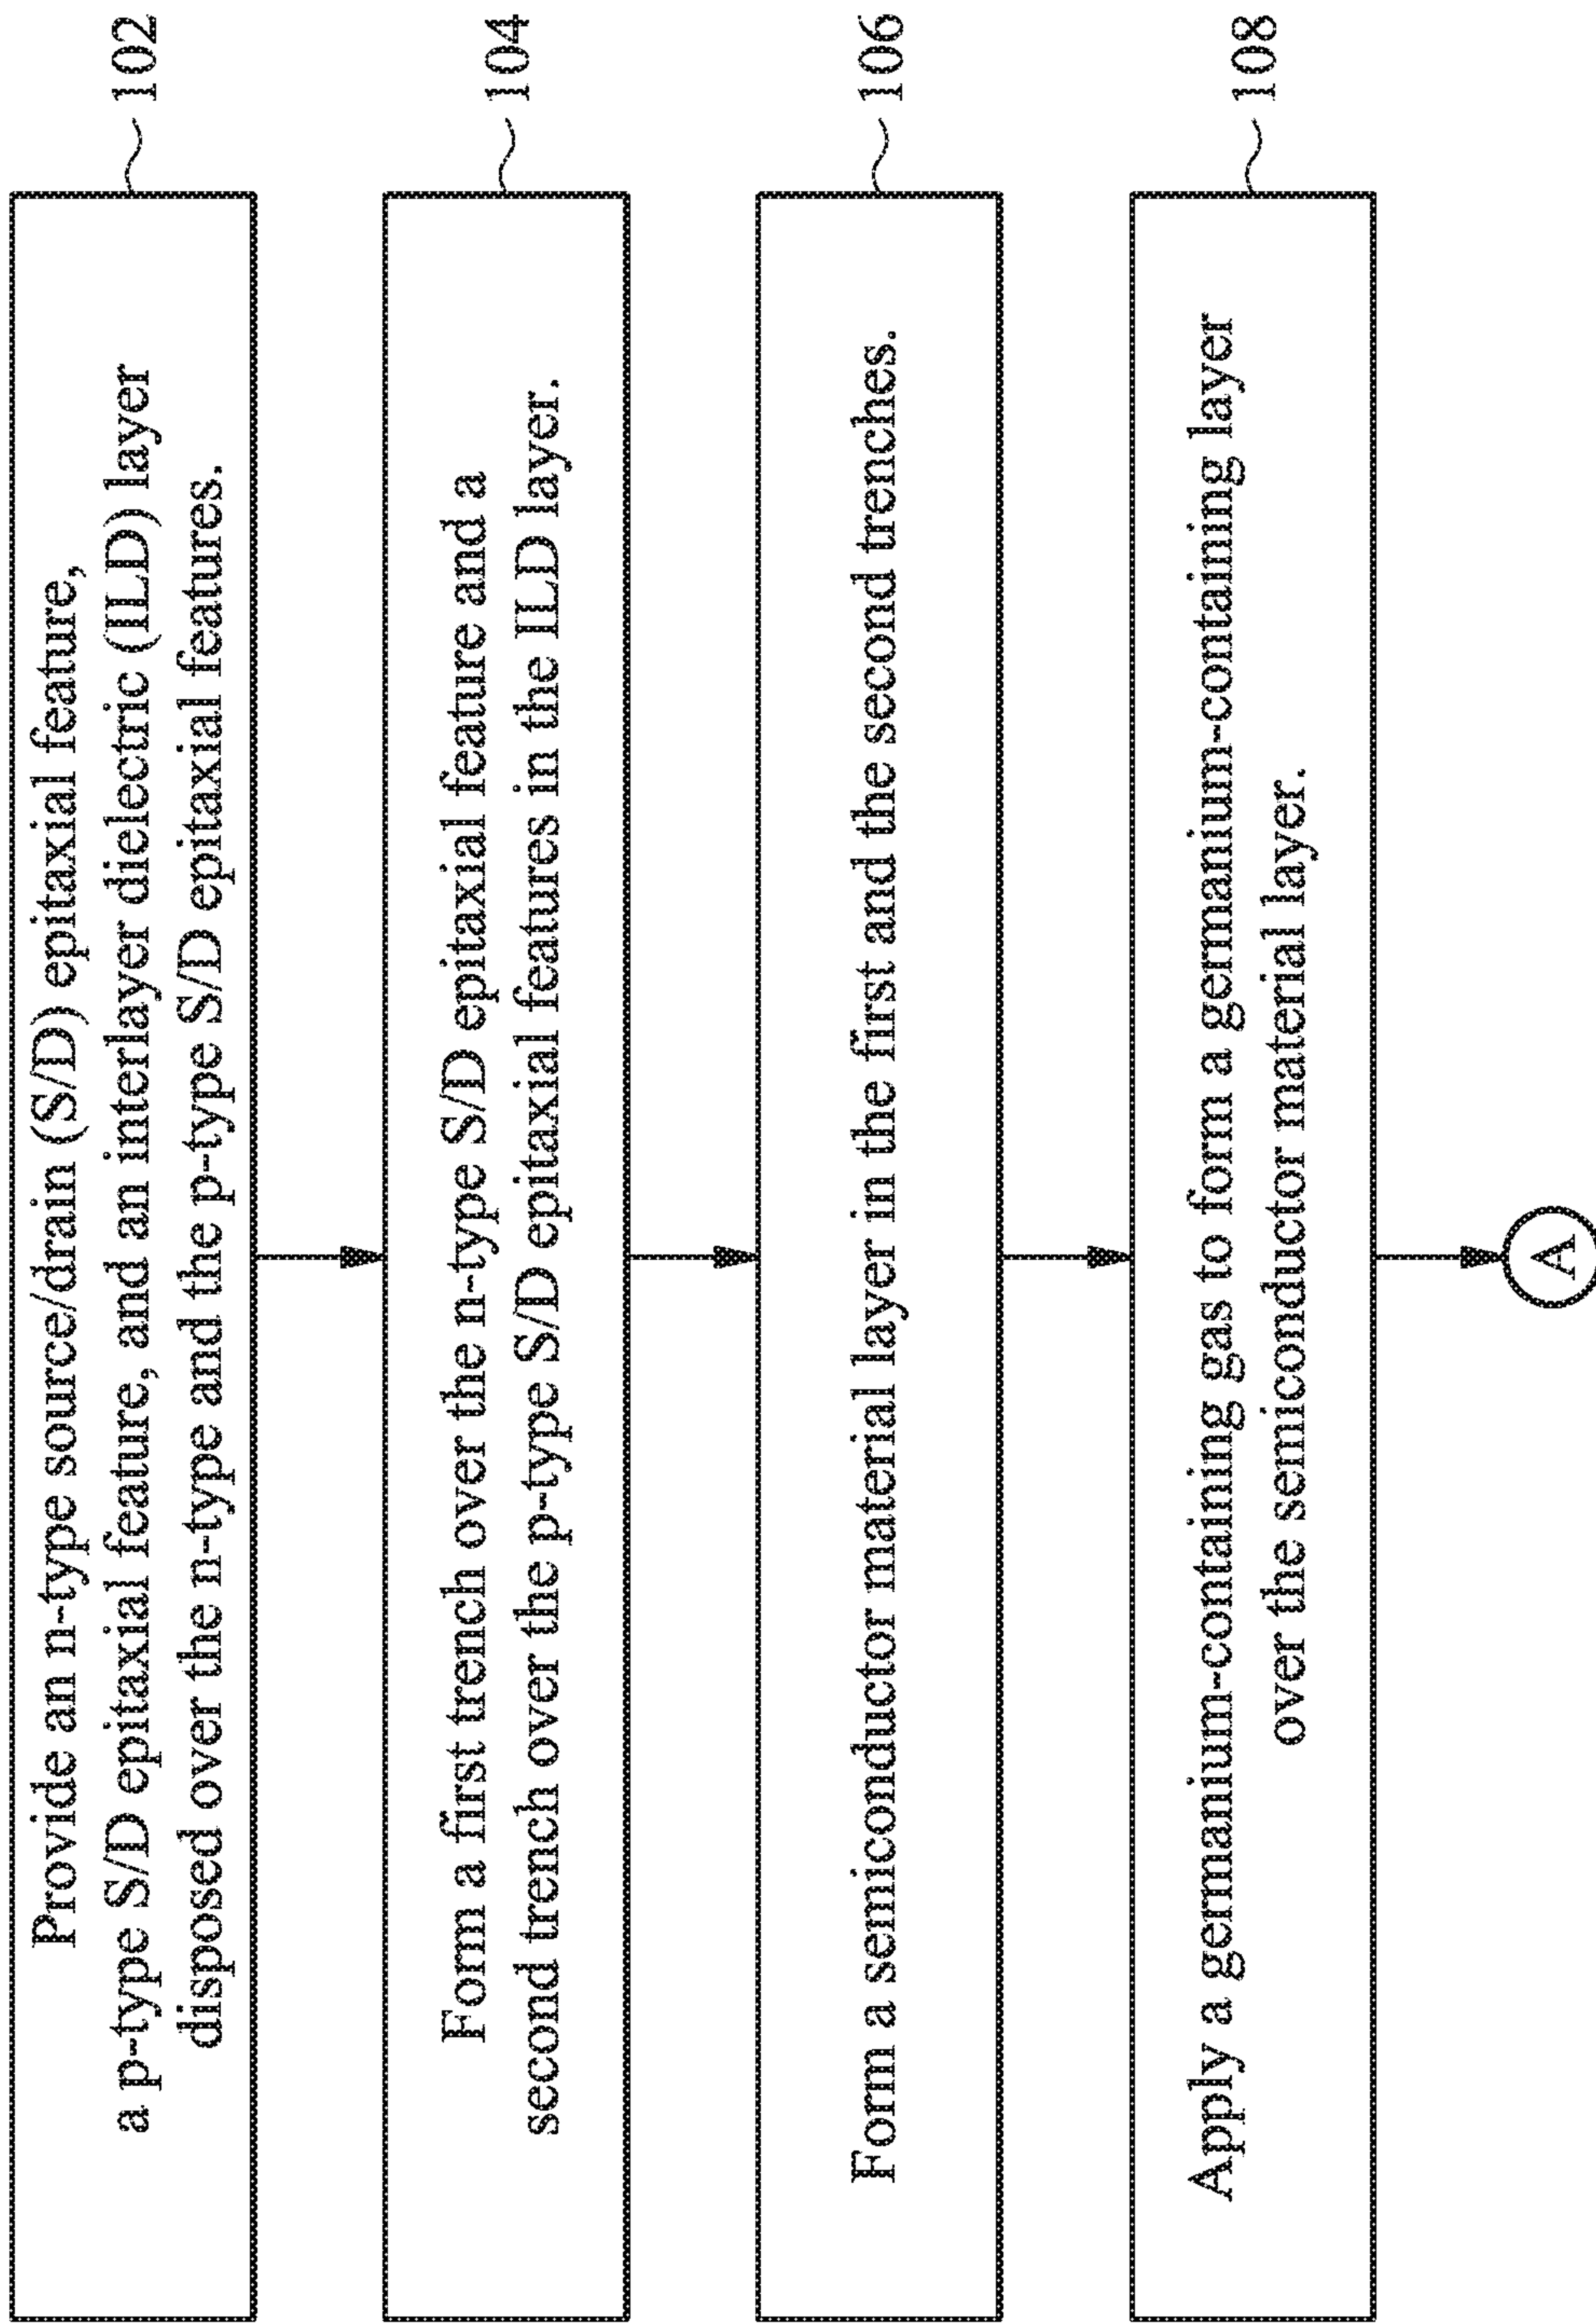 Provide an n-type source/drain (S/D) epitaxial feature,
a p-type S/D epitaxial feature, and an interlayer dielectric (ILD) layer
disposed over the n-type and the p-type S/D epitaxial features.
102
Form a first trench over the n-type S/D epitaxial feature and a
second trench over the p-type S/D epitaxial features in the ILD layer.
104
Form a semiconductor material layer in the first and the second trenches.
106
Apply a germanium-containing gas to form a germanium-containing layer
over the semiconductor material layer.
108
A